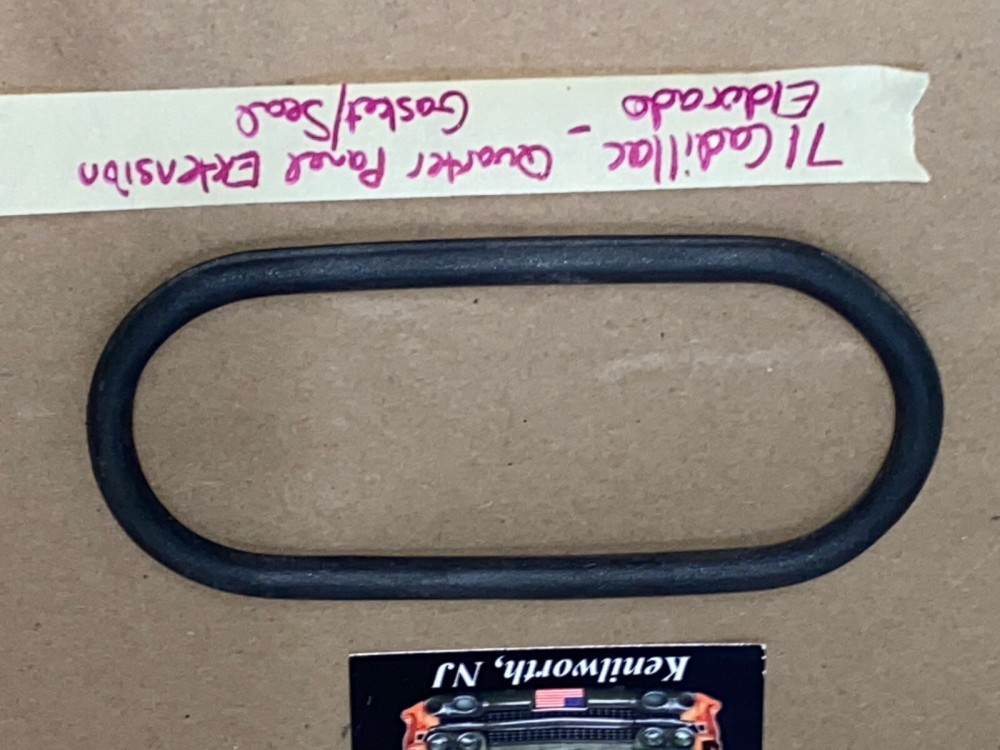 Kenilworth, NJ
71 Cadillac - Quarter Panel Extension
Eldorado Gasket/Seal